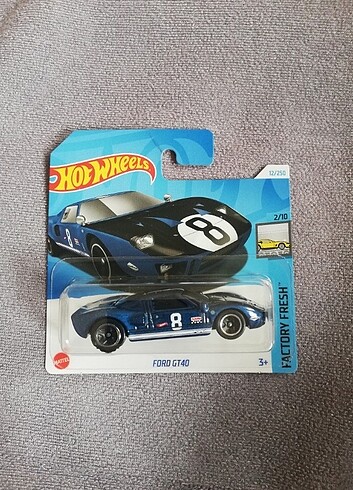 HOT WHEELS
12/250
2/10
8
8
FORD GT40
3+
MATTEL
FACTORY FRESH